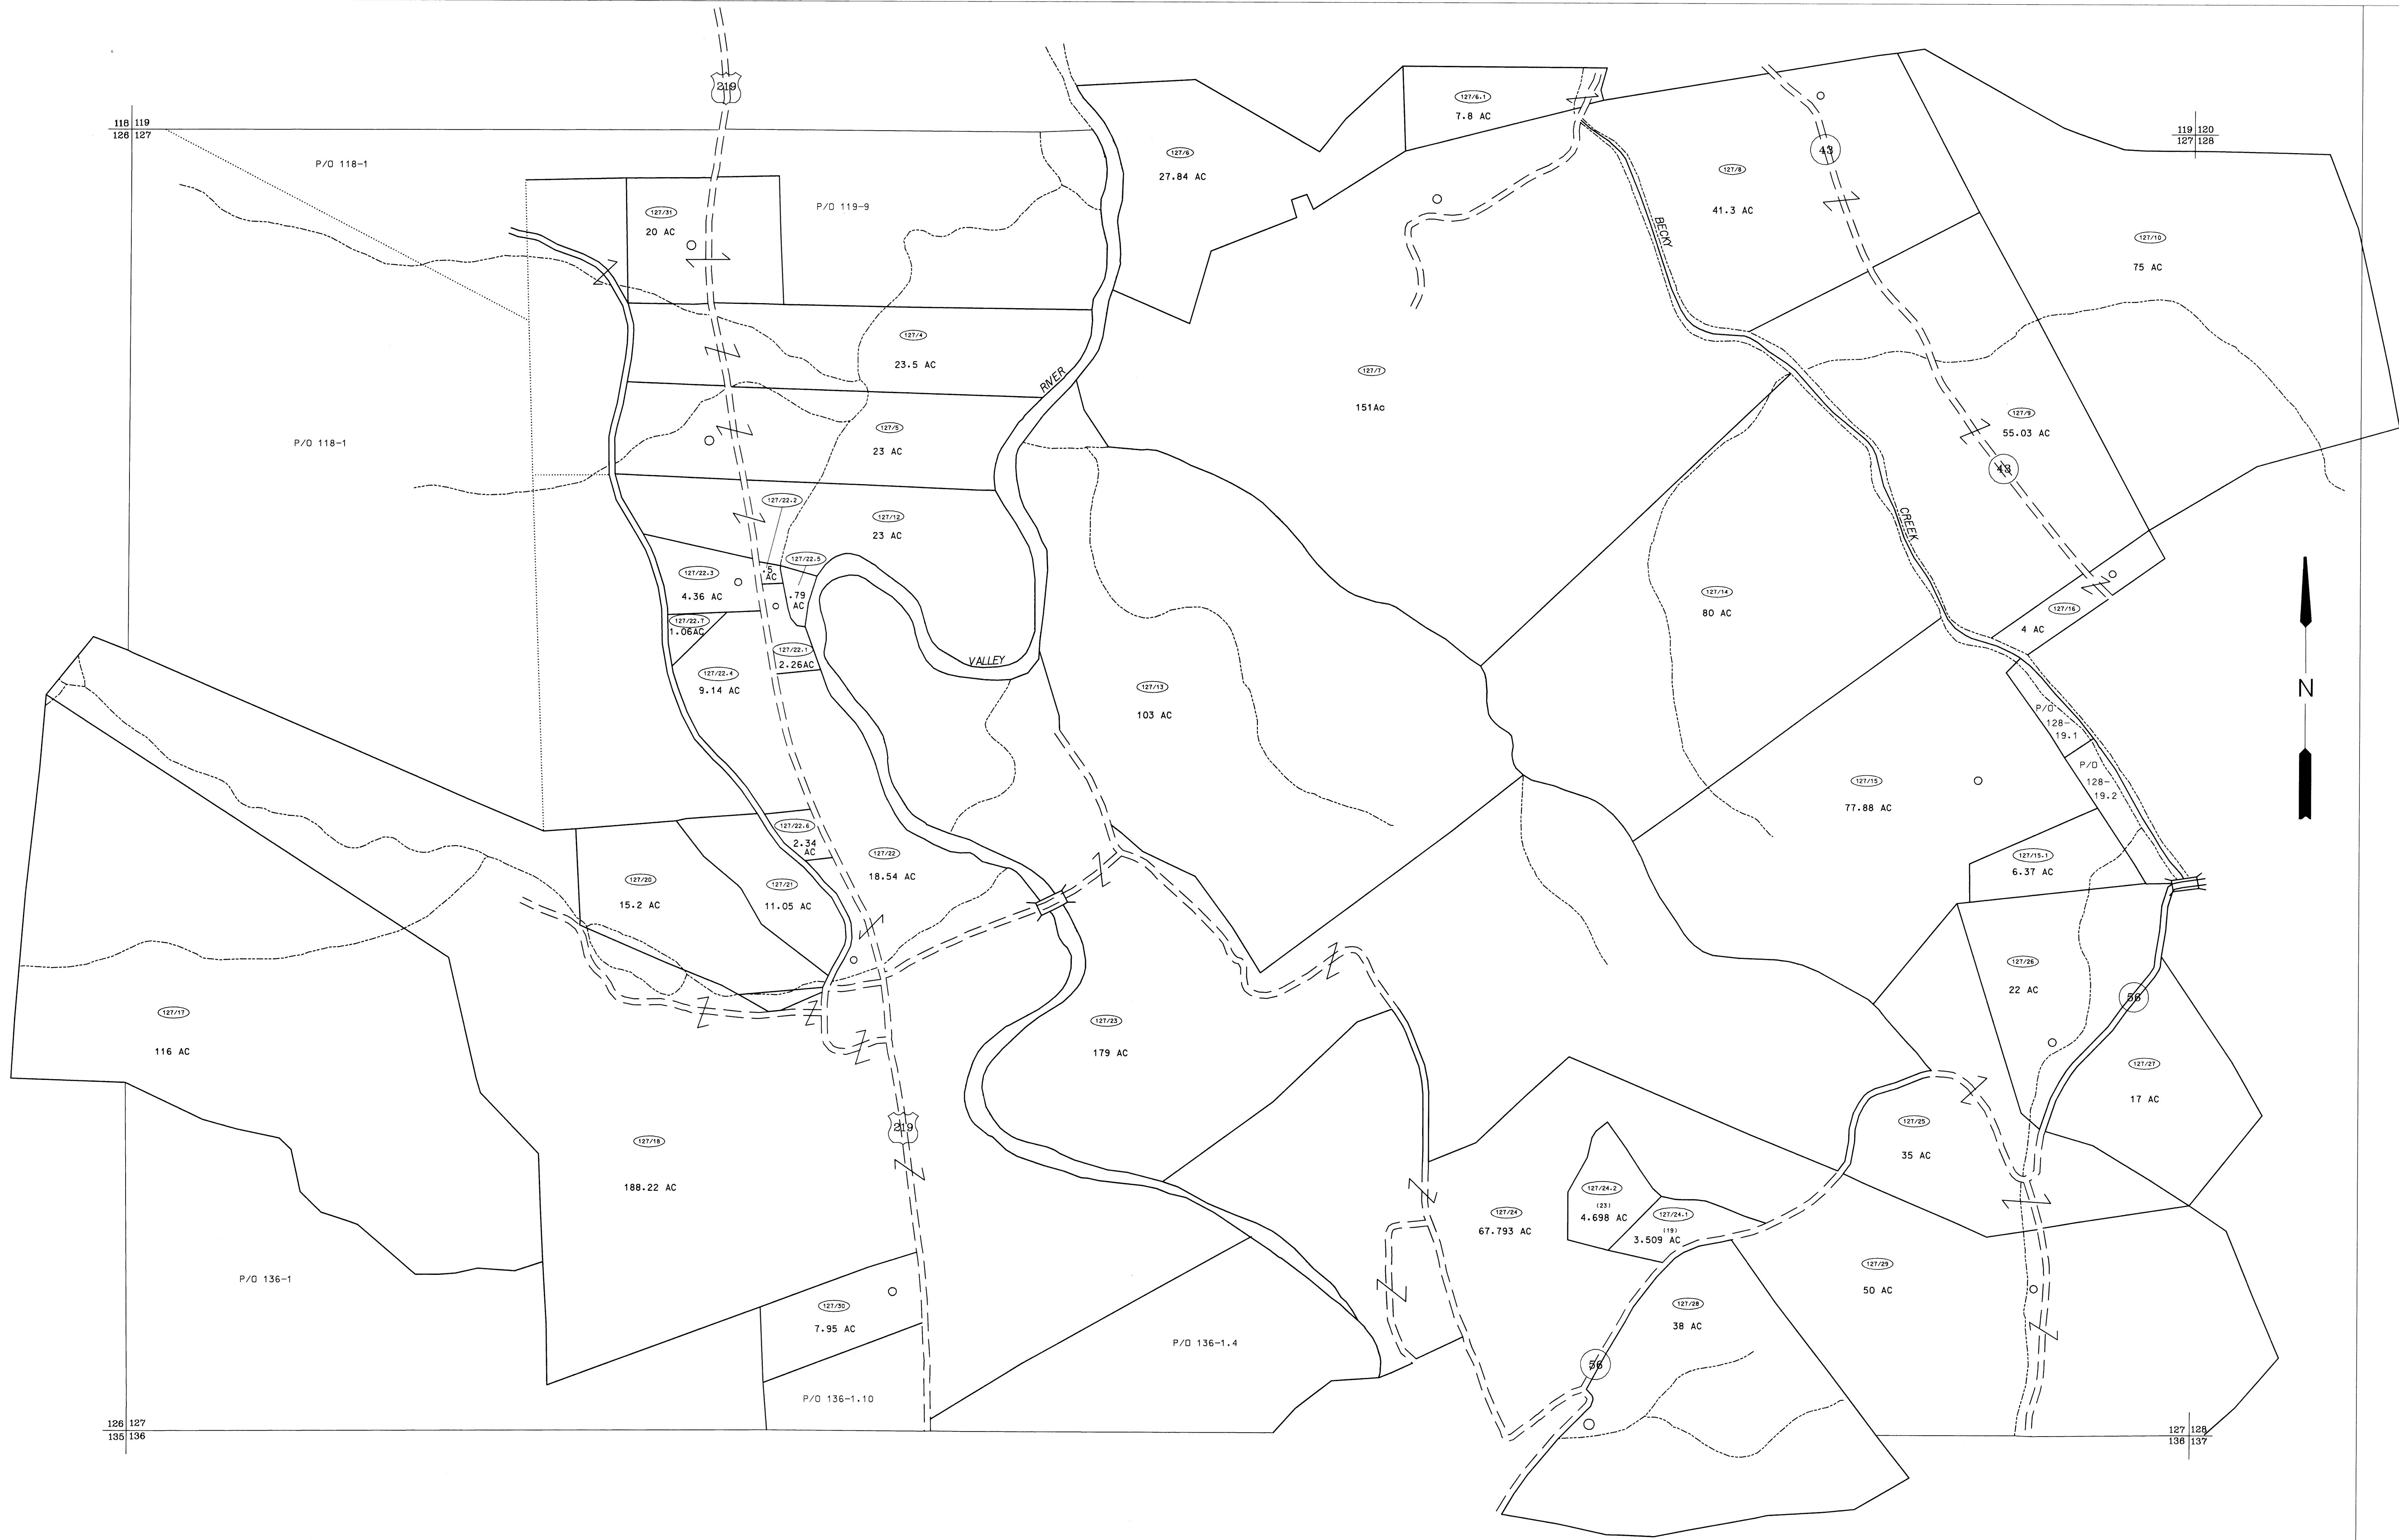 219
118 119
126 127
119 120
127 128
P/O 118-1
127/31
20 AC
P/O 119-9
127/6
27.84 AC
127/6.1
7.8 AC
127/8
41.3 AC
43
127/10
75 AC
BECKY
127/4
23.5 AC
RIVER
127/7
151Ac
P/O 118-1
127/5
23 AC
127/9
55.03 AC
43
127/22.2
127/12
23 AC
CREEK
127/22.3
4.36 AC
.5
AC
127/22.5
.79
AC
127/14
80 AC
127/16
4 AC
127/22.7
1.06AC
127/22.1
2.26AC
VALLEY
127/22.4
9.14 AC
127/13
103 AC
N
P/O
128-
19.1
P/O
128-
19.2
127/15
77.88 AC
127/22.6
2.34
AC
127/22
18.54 AC
127/15.1
6.37 AC
127/20
15.2 AC
127/21
11.05 AC
127/26
22 AC
56
127/17
116 AC
127/23
179 AC
127/27
17 AC
219
127/18
188.22 AC
127/25
35 AC
127/24
67.793 AC
127/24.2
(23)
4.698 AC
127/24.1
(19)
3.509 AC
P/O 136-1
127/29
50 AC
127/30
7.95 AC
P/O 136-1.4
127/28
38 AC
56
P/O 136-1.10
126 127
135 136
127 128
136 137